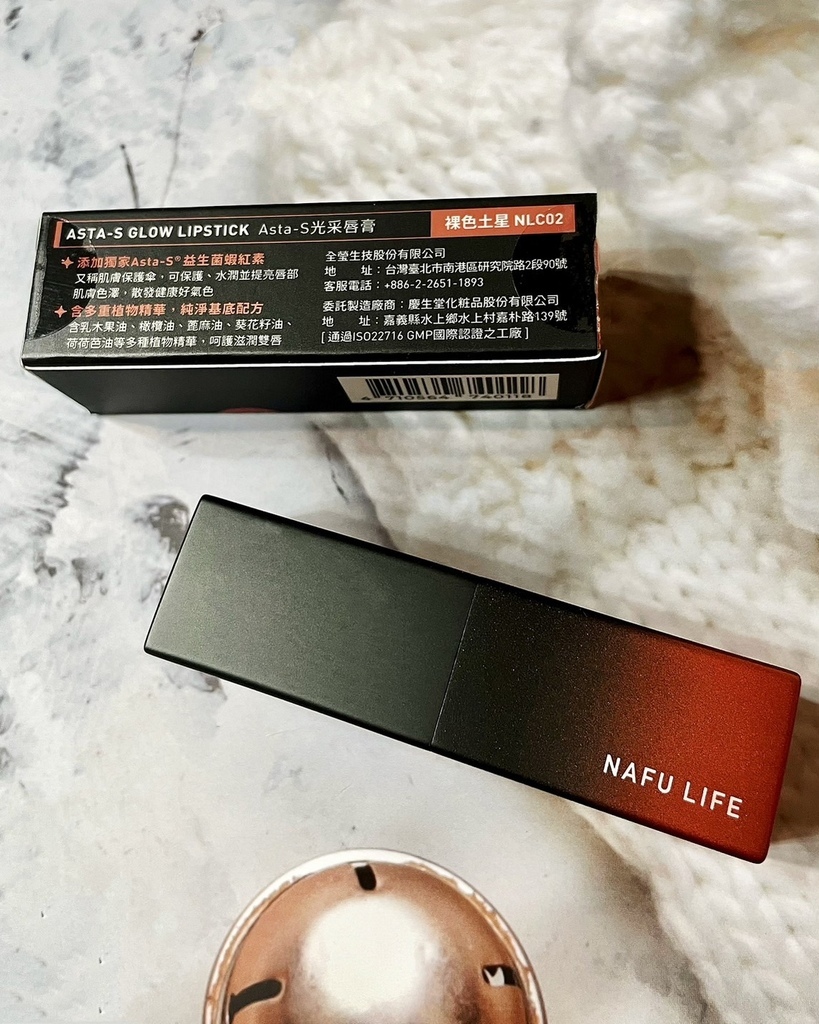 ASTA-S GLOW LIPSTICK Asta-S光采唇膏
裸色土星 NLC02
添加獨家Asta-S®益生菌蝦紅素
又稱肌膚保護傘，可保護、水潤並提亮唇部
肌膚色澤，散發健康好氣色
含多重植物精華，純淨基底配方
含乳木果油、橄欖油、蓖麻油、葵花籽油、
荷荷芭油等多種植物精華，呵護滋潤雙唇
全瑩生技股份有限公司
地 址：台灣臺北市南港區研究院路2段90號
客服電話：+886-2-2651-1893
委託製造廠商：慶生堂化粧品股份有限公司
地 址：嘉義縣水上鄉水上村嘉朴路139號
[通過ISO22716 GMP國際認證之工廠]
4 710564 740118
NAFU LIFE